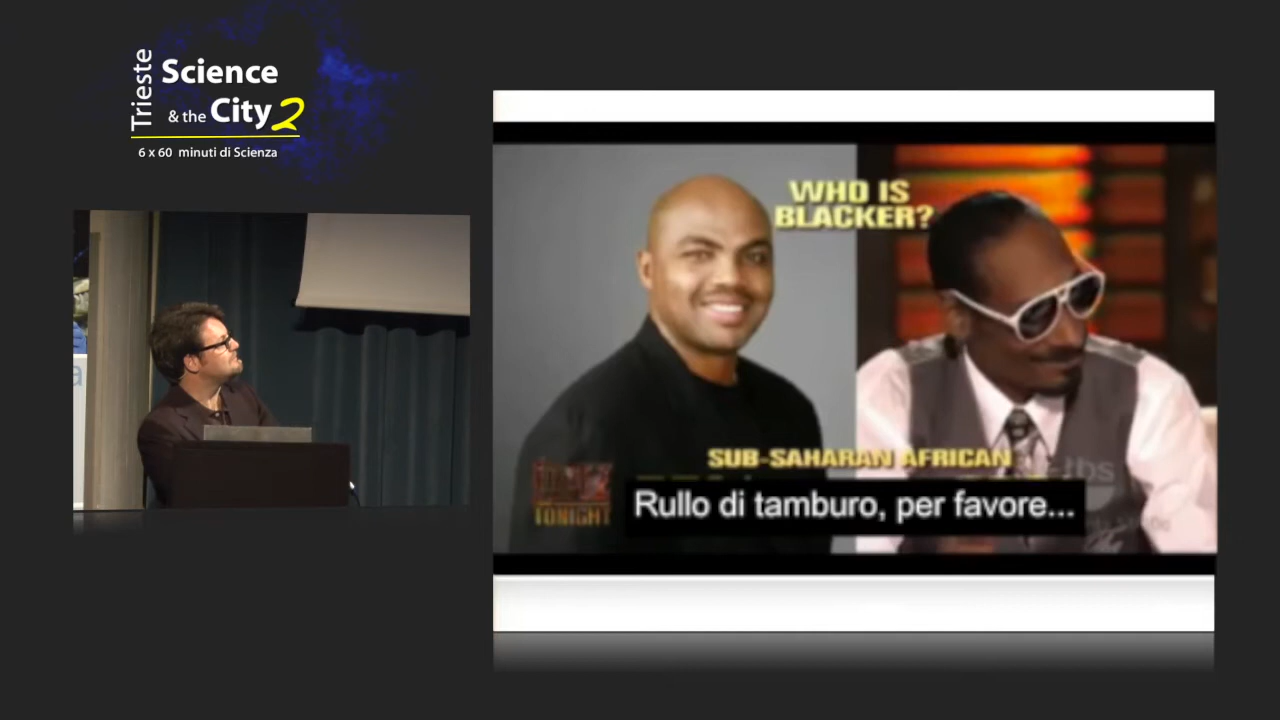 Trieste
Science
& the City 2
6 x 60 minuti di Scienza
WHO IS
BLACKER?
SUB-SAHARAN AFRICAN
TONIGHT
tbs
Rullo di tamburo, per favore...